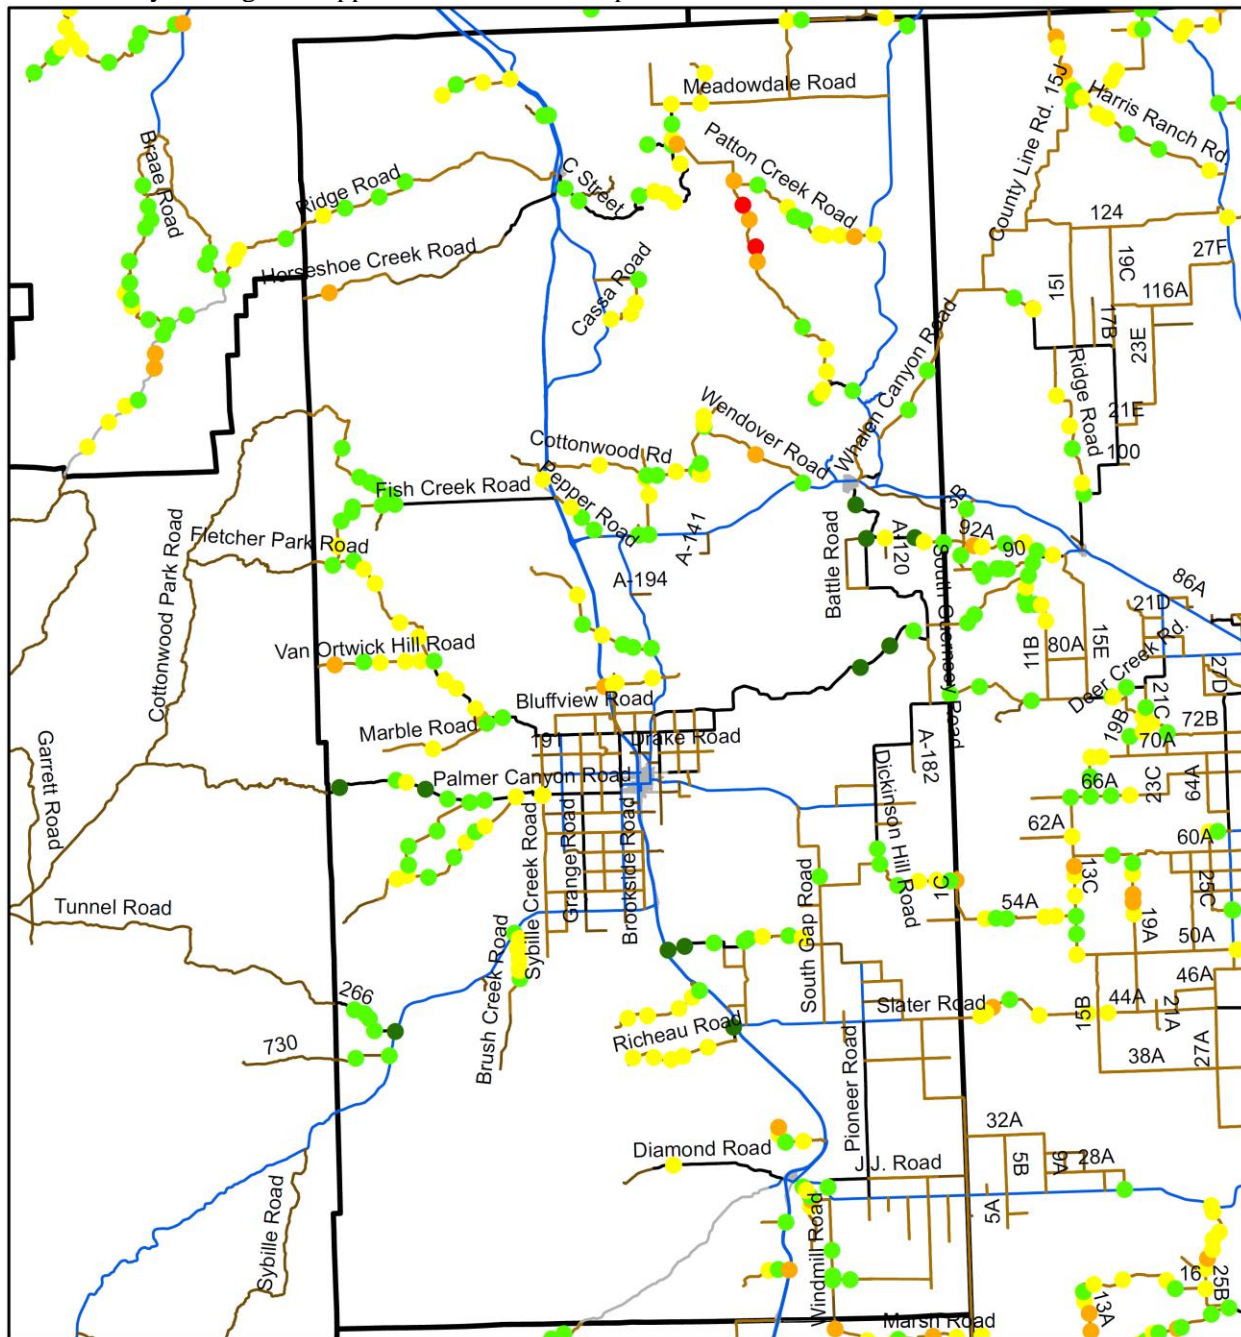 Meadowdale Road
Braae Road
Ridge Road
C Street
Patton Creek Road
County Line Rd.
15J
Harris Ranch Rd
Horseshoe Creek Road
Cassa Road
124
15I
16C
27F
116A
17B
23E
Ridge Road
21E
100
Whalen Canyon Road
Wendover Road
Cottonwood Rd
Pepper Road
Fish Creek Road
Fletcher Park Road
Cottonwood Park Road
A-141
A-194
Battle Road
A-120
3B
92A
90
South Guernsey Road
86A
21D
15E
11B
80A
Deer Creek Rd.
27D
21C
19B
72B
70A
Van Ortwick Hill Road
Bluffview Road
Marble Road
191
Drake Road
A-182
Garrett Road
Palmer Canyon Road
Dickinson Hill Road
66A
23C
64A
62A
60A
Sybille Creek Road
Grange Road
Brookside Road
South Gap Road
1C
13C
25C
54A
19A
50A
Tunnel Road
266
Brush Creek Road
730
Richeau Road
Slater Road
Pioneer Road
15B
44A
46A
21A
27A
38A
Diamond Road
J.J. Road
32A
5B
9A
28A
5A
Sybille Road
Windmill Road
16
25B
13A
Marsh Road